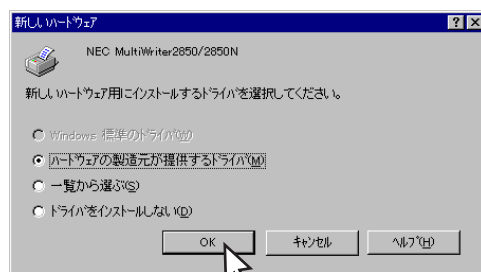 新しいハードウェア
NEC MultiWriter2850/2850N
新しいハードウェア用にインストールするドライバを選択してください。
Windows 標準のドライバ(W)
ハードウェアの製造元が提供するドライバ(M)
一覧から選ぶ(S)
ドライバをインストールしない(D)
OK キャンセル ヘルプ(H)